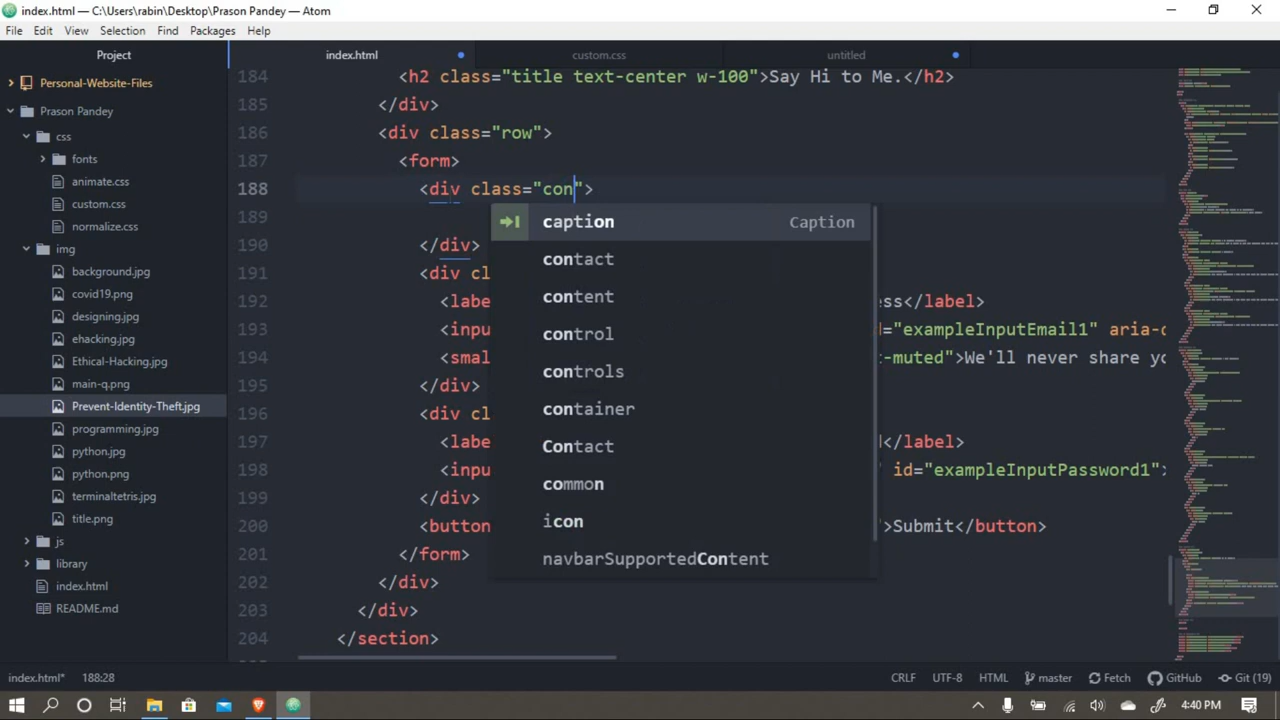 index.html — C:\Users\rabin\Desktop\Prason Pandey — Atom
File Edit View Selection Find Packages Help
Project
index.html
custom.css
untitled
Personal-Website-Files
Prason Pandey
css
fonts
animate.css
custom.css
normalize.css
img
background.jpg
covid19.png
designing.jpg
ehacking.jpg
Ethical-Hacking.jpg
main-q.png
Prevent-Identity-Theft.jpg
programming.jpg
python.jpg
python.png
terminaltetris.jpg
title.png
js
library
index.html
README.md
184 <h2 class="title text-center w-100">Say Hi to Me.</h2>
185 </div>
186 <div class="row">
187 <form>
188 <div class="con">
189
190 </div>
191 <div cl
192 <labe ss</label>
193 <inpu d="exampleInputEmail1" aria-d
194 <smal t-muted">We'll never share yo
195 </div>
196 <div cl
197 <labe d</label>
198 <inpu id="exampleInputPassword1">
199 </div>
200 <button >Submit</button>
201 </form>
202 </div>
203 </div>
204 </section>
caption Caption
contact
content
control
controls
container
Contact
common
icon
navbarSupportedContent
index.html* 188:28 CRLF UTF-8 HTML master Fetch GitHub Git (19)
4:40 PM